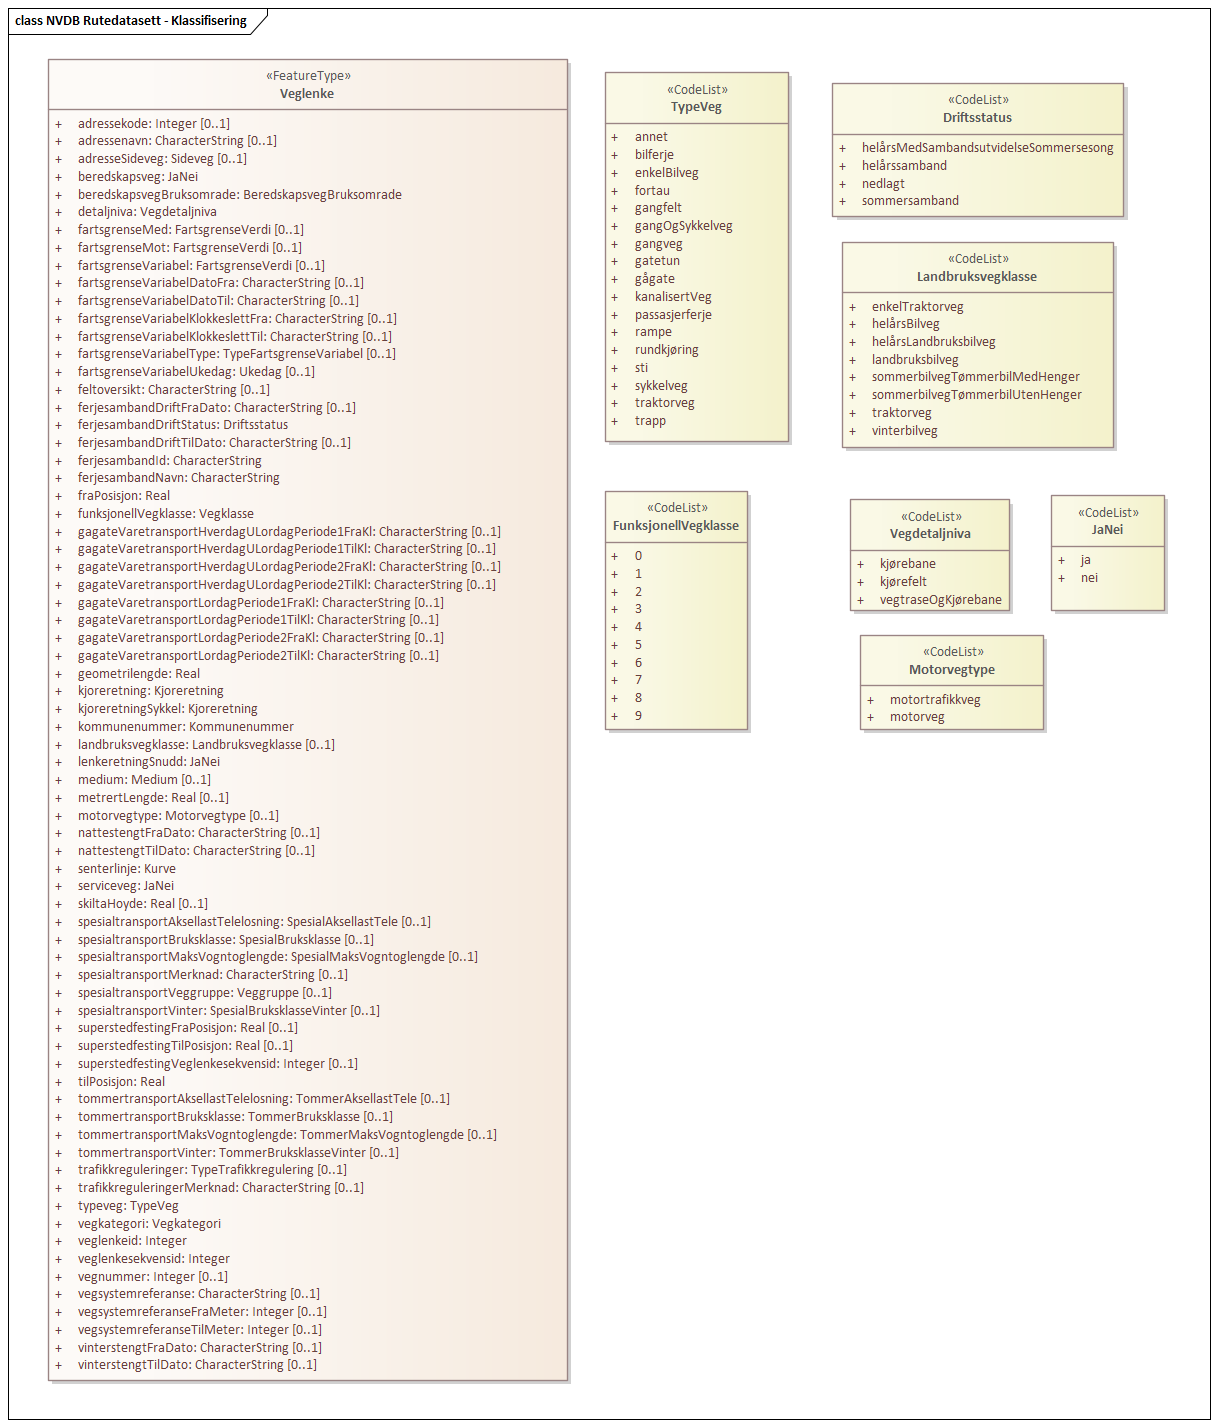 class NVDB Rutedatasett - Klassifisering
«FeatureType»
Veglenke
+ adressekode: Integer [0..1]
+ adressenavn: CharacterString [0..1]
+ adresseSideveg: Sideveg [0..1]
+ beredskapsveg: JaNei
+ beredskapsvegBruksomrade: BeredskapsvegBruksomrade
+ detaljniva: Vegdetaljniva
+ fartsgrenseMed: FartsgrenseVerdi [0..1]
+ fartsgrenseMot: FartsgrenseVerdi [0..1]
+ fartsgrenseVariabel: FartsgrenseVerdi [0..1]
+ fartsgrenseVariabelDatoFra: CharacterString [0..1]
+ fartsgrenseVariabelDatoTil: CharacterString [0..1]
+ fartsgrenseVariabelKlokkeslettFra: CharacterString [0..1]
+ fartsgrenseVariabelKlokkeslettTil: CharacterString [0..1]
+ fartsgrenseVariabelType: TypeFartsgrenseVariabel [0..1]
+ fartsgrenseVariabelUkedag: Ukedag [0..1]
+ feltoversikt: CharacterString [0..1]
+ ferjesambandDriftFraDato: CharacterString [0..1]
+ ferjesambandDriftStatus: Driftsstatus
+ ferjesambandDriftTilDato: CharacterString [0..1]
+ ferjesambandId: CharacterString
+ ferjesambandNavn: CharacterString
+ fraPosisjon: Real
+ funksjonellVegklasse: Vegklasse
+ gagateVaretransportHverdagULordagPeriode1FraKl: CharacterString [0..1]
+ gagateVaretransportHverdagULordagPeriode1TilKl: CharacterString [0..1]
+ gagateVaretransportHverdagULordagPeriode2FraKl: CharacterString [0..1]
+ gagateVaretransportHverdagULordagPeriode2TilKl: CharacterString [0..1]
+ gagateVaretransportLordagPeriode1FraKl: CharacterString [0..1]
+ gagateVaretransportLordagPeriode1TilKl: CharacterString [0..1]
+ gagateVaretransportLordagPeriode2FraKl: CharacterString [0..1]
+ gagateVaretransportLordagPeriode2TilKl: CharacterString [0..1]
+ geometrilengde: Real
+ kjoreretning: Kjoreretning
+ kjoreretningSykkel: Kjoreretning
+ kommunenummer: Kommunenummer
+ landbruksvegklasse: Landbruksvegklasse [0..1]
+ lenkeretningSnudd: JaNei
+ medium: Medium [0..1]
+ metrertLengde: Real [0..1]
+ motorvegtype: Motorvegtype [0..1]
+ nattestengtFraDato: CharacterString [0..1]
+ nattestengtTilDato: CharacterString [0..1]
+ senterlinje: Kurve
+ serviceveg: JaNei
+ skiltaHoyde: Real [0..1]
+ spesialtransportAksellastTelelosning: SpesialAksellastTele [0..1]
+ spesialtransportBruksklasse: SpesialBruksklasse [0..1]
+ spesialtransportMaksVogntoglengde: SpesialMaksVogntoglengde [0..1]
+ spesialtransportMerknad: CharacterString [0..1]
+ spesialtransportVeggruppe: Veggruppe [0..1]
+ spesialtransportVinter: SpesialBruksklasseVinter [0..1]
+ superstedfestingFraPosisjon: Real [0..1]
+ superstedfestingTilPosisjon: Real [0..1]
+ superstedfestingVeglenkesekvensid: Integer [0..1]
+ tilPosisjon: Real
+ tommertransportAksellastTelelosning: TommerAksellastTele [0..1]
+ tommertransportBruksklasse: TommerBruksklasse [0..1]
+ tommertransportMaksVogntoglengde: TommerMaksVogntoglengde [0..1]
+ tommertransportVinter: TommerBruksklasseVinter [0..1]
+ trafikkreguleringer: TypeTrafikkregulering [0..1]
+ trafikkreguleringerMerknad: CharacterString [0..1]
+ typeveg: TypeVeg
+ vegkategori: Vegkategori
+ veglenkeid: Integer
+ veglenkesekvensid: Integer
+ vegnummer: Integer [0..1]
+ vegsystemreferanse: CharacterString [0..1]
+ vegsystemreferanseFraMeter: Integer [0..1]
+ vegsystemreferanseTilMeter: Integer [0..1]
+ vinterstengtFraDato: CharacterString [0..1]
+ vinterstengtTilDato: CharacterString [0..1]
«CodeList»
TypeVeg
+ annet
+ bilferje
+ enkelBilveg
+ fortau
+ gangfelt
+ gangOgSykkelveg
+ gangveg
+ gatetun
+ gågate
+ kanalisertVeg
+ passasjerferje
+ rampe
+ rundkjøring
+ sti
+ sykkelveg
+ traktorveg
+ trapp
«CodeList»
Driftsstatus
+ helårsMedSambandsutvidelseSommersesong
+ helårssamband
+ nedlagt
+ sommersamband
«CodeList»
Landbruksvegklasse
+ enkelTraktorveg
+ helårsBilveg
+ helårsLandbruksbilveg
+ landbruksbilveg
+ sommerbilvegTømmerbilMedHenger
+ sommerbilvegTømmerbilUtenHenger
+ traktorveg
+ vinterbilveg
«CodeList»
FunksjonellVegklasse
+ 0
+ 1
+ 2
+ 3
+ 4
+ 5
+ 6
+ 7
+ 8
+ 9
«CodeList»
Vegdetaljniva
+ kjørebane
+ kjørefelt
+ vegtraseOgKjørebane
«CodeList»
JaNei
+ ja
+ nei
«CodeList»
Motorvegtype
+ motortrafikkveg
+ motorveg